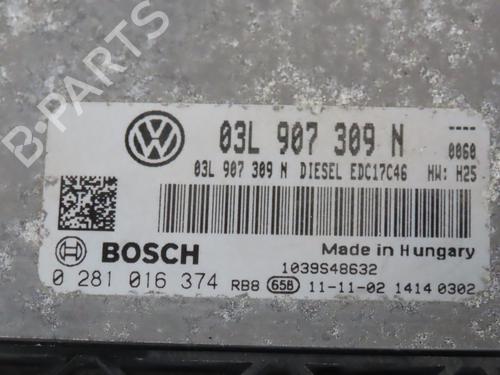 B-PARTS
03L 907 309 N
----
0060
03L 907 309 N DIESEL EDC17C46 HW: H25
BOSCH
Made in Hungary
1039S48632
0 281 016 374 RB8 658 11-11-02 1414 0302